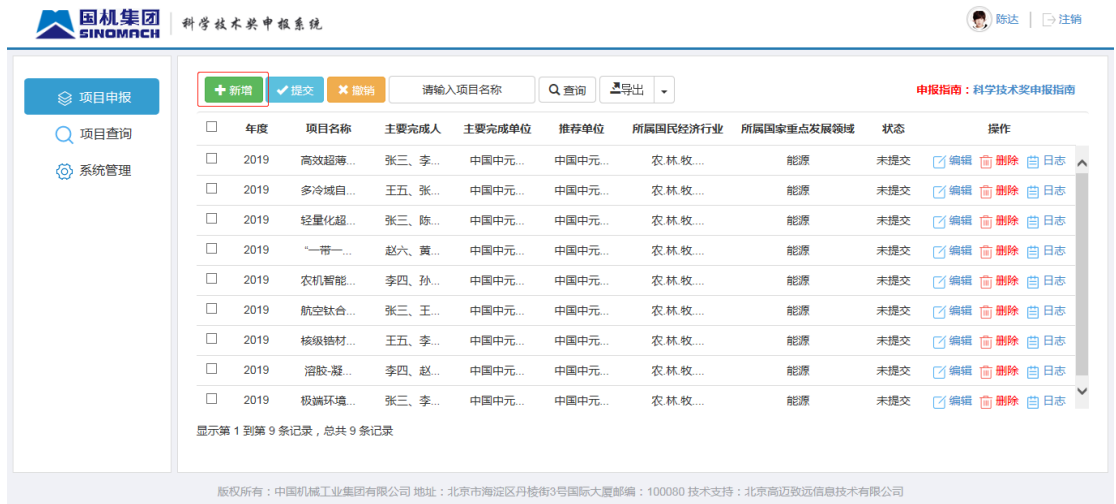 国机集团 SINOMACH 科学技术奖申报系统 陈达 注销
项目申报
项目查询
系统管理
新增 提交 撤销 请输入项目名称 查询 导出 申报指南：科学技术奖申报指南
年度 项目名称 主要完成人 主要完成单位 推荐单位 所属国民经济行业 所属国家重点发展领域 状态 操作
2019 高效超薄... 张三、李... 中国中元... 中国中元... 农.林.牧.... 能源 未提交 编辑 删除 日志
2019 多冷域自... 王五、张... 中国中元... 中国中元... 农.林.牧.... 能源 未提交 编辑 删除 日志
2019 轻量化超... 张三、陈... 中国中元... 中国中元... 农.林.牧.... 能源 未提交 编辑 删除 日志
2019 “一带一... 赵六、黄... 中国中元... 中国中元... 农.林.牧.... 能源 未提交 编辑 删除 日志
2019 农机智能... 李四、孙... 中国中元... 中国中元... 农.林.牧.... 能源 未提交 编辑 删除 日志
2019 航空钛合... 张三、王... 中国中元... 中国中元... 农.林.牧.... 能源 未提交 编辑 删除 日志
2019 核级锆材... 王五、李... 中国中元... 中国中元... 农.林.牧.... 能源 未提交 编辑 删除 日志
2019 溶胶-凝... 李四、赵... 中国中元... 中国中元... 农.林.牧.... 能源 未提交 编辑 删除 日志
2019 极端环境... 张三、李... 中国中元... 中国中元... 农.林.牧.... 能源 未提交 编辑 删除 日志
显示第 1 到第 9 条记录，总共 9 条记录
版权所有：中国机械工业集团有限公司 地址：北京市海淀区丹棱街3号国际大厦邮编：100080 技术支持：北京高迈致远信息技术有限公司